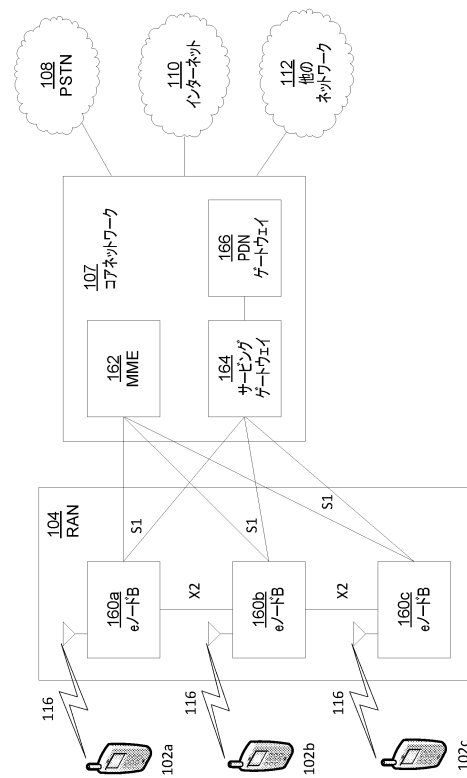 108
PSTN
110
インターネット
112
他の
ネットワーク
107
コアネットワーク
162
MME
166
PDN
ゲートウェイ
164
サービング
ゲートウェイ
104
RAN
S1
S1
S1
160a
eノードB
X2
160b
eノードB
X2
160c
eノードB
116
116
116
102a
102b
102c